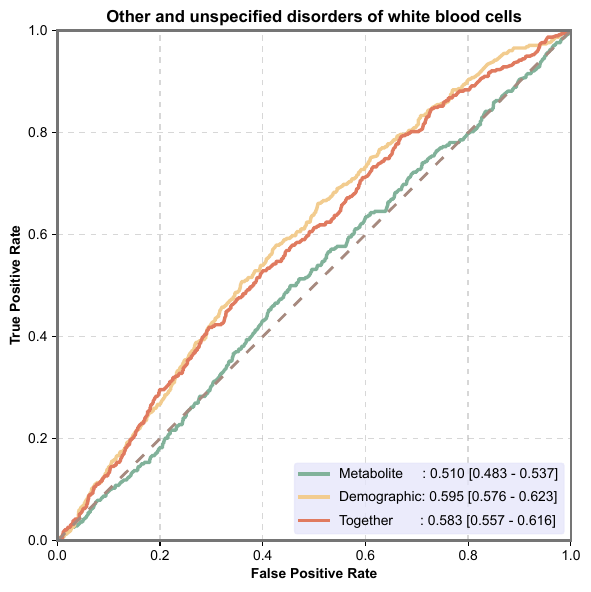 Other and unspecified disorders of white blood cells
True Positive Rate
1.0
0.8
0.6
0.4
0.2
0.0
Metabolite : 0.510 [0.483 - 0.537]
Demographic: 0.595 [0.576 - 0.623]
Together : 0.583 [0.557 - 0.616]
0.0 0.2 0.4 0.6 0.8 1.0
False Positive Rate